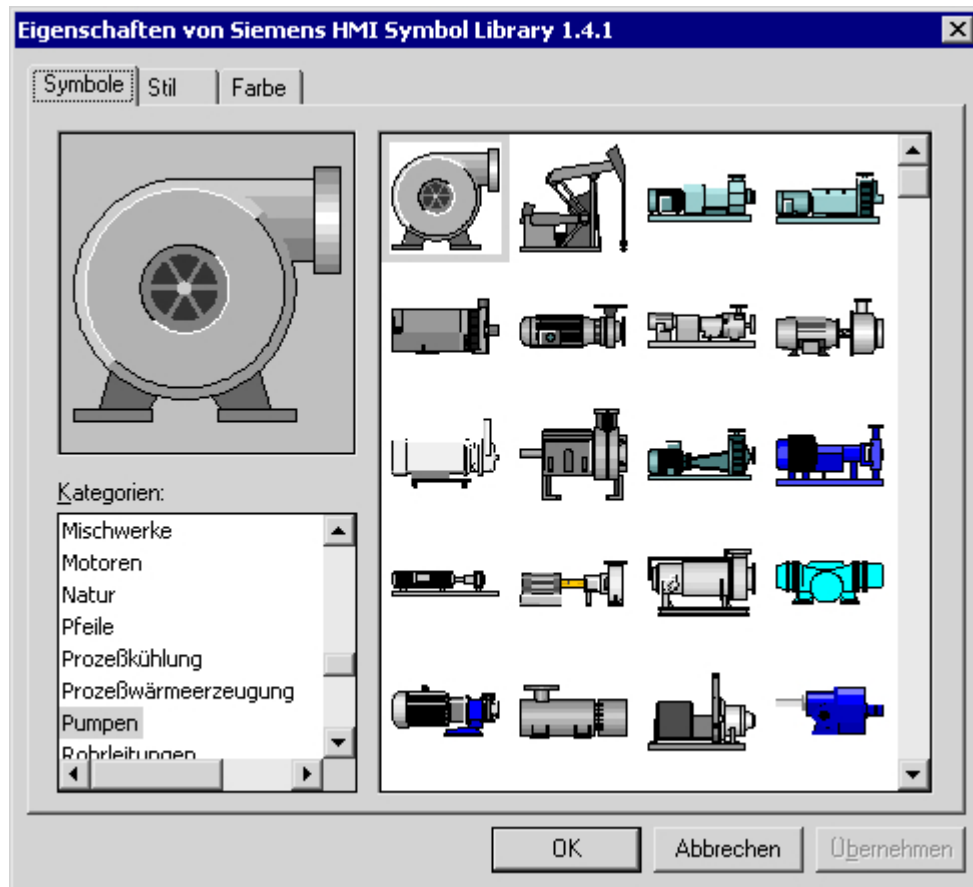 Eigenschaften von Siemens HMI Symbol Library 1.4.1
Symbole
Stil
Farbe
Kategorien:
Mischwerke
Motoren
Natur
Pfeile
Prozeßkühlung
Prozeßwärmeerzeugung
Pumpen
Rohrleitungen
OK
Abbrechen
Übernehmen